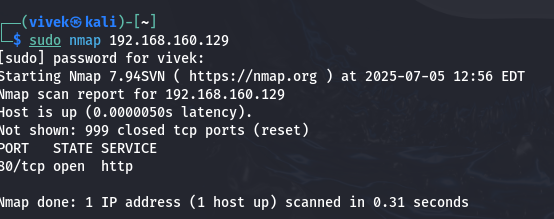 (vivek㉿kali)-[~]
$ sudo nmap 192.168.160.129
[sudo] password for vivek:
Starting Nmap 7.94SVN ( https://nmap.org ) at 2025-07-05 12:56 EDT
Nmap scan report for 192.168.160.129
Host is up (0.0000050s latency).
Not shown: 999 closed tcp ports (reset)
PORT   STATE SERVICE
80/tcp open  http
Nmap done: 1 IP address (1 host up) scanned in 0.31 seconds